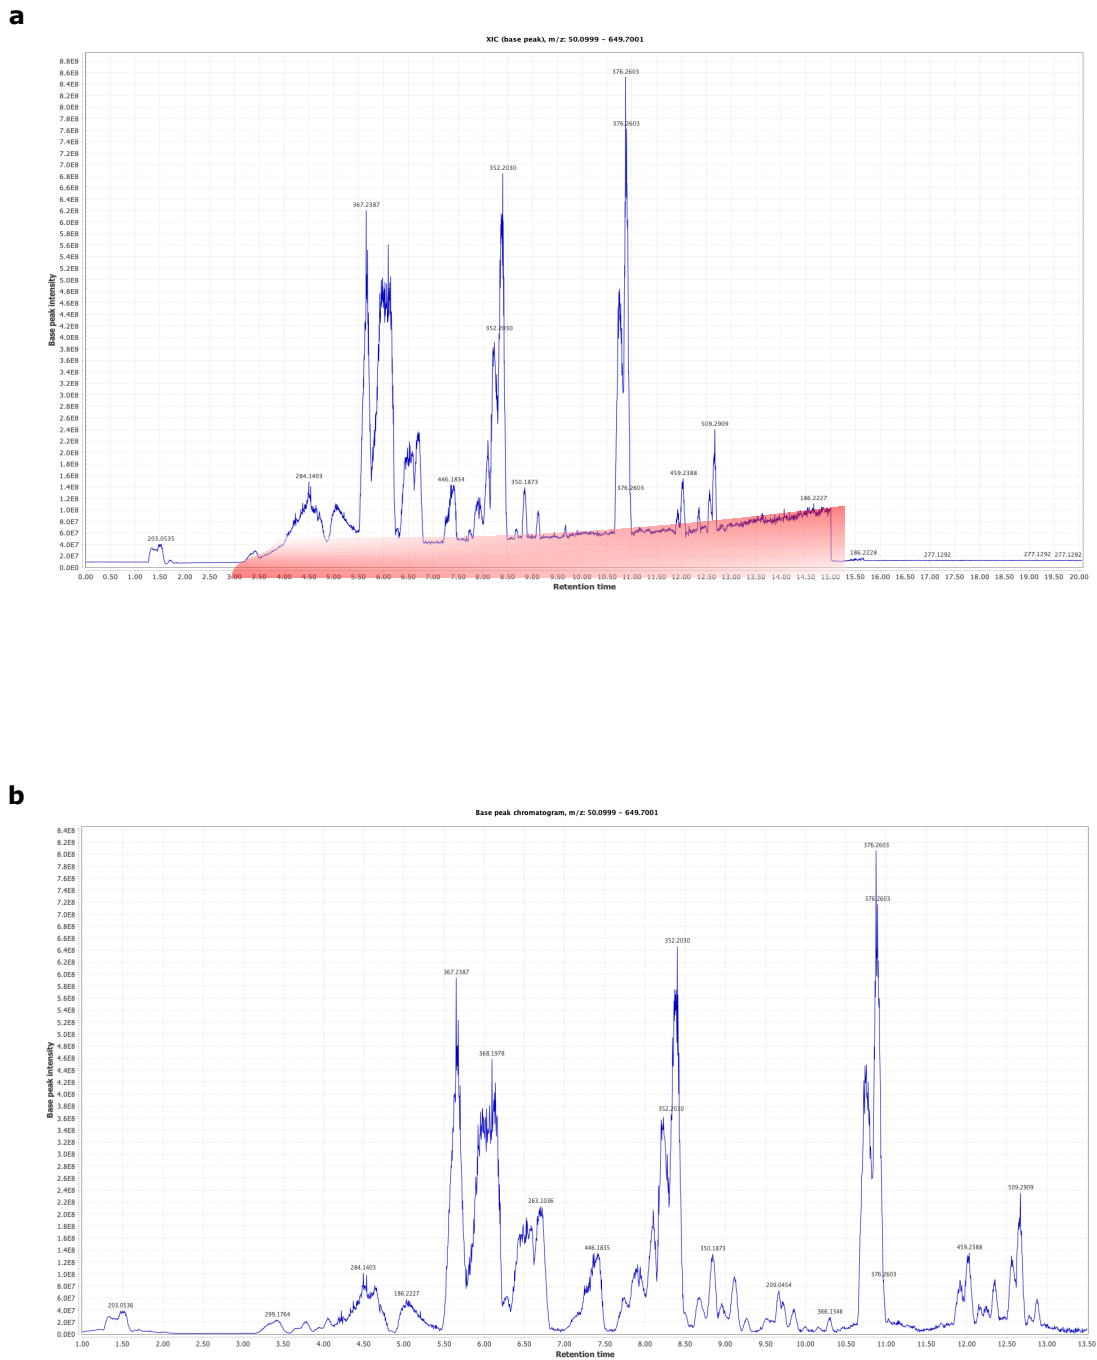 a
XIC (base peak), m/z: 50.0999 – 649.7001
Base peak intensity
8.8E8
8.6E8
8.4E8
8.2E8
8.0E8
7.8E8
7.6E8
7.4E8
7.2E8
7.0E8
6.8E8
6.6E8
6.4E8
6.2E8
6.0E8
5.8E8
5.6E8
5.4E8
5.2E8
5.0E8
4.8E8
4.6E8
4.4E8
4.2E8
4.0E8
3.8E8
3.6E8
3.4E8
3.2E8
3.0E8
2.8E8
2.6E8
2.4E8
2.2E8
2.0E8
1.8E8
1.6E8
1.4E8
1.2E8
1.0E8
8.0E7
6.0E7
4.0E7
2.0E7
0.0E0
376.2603
376.2603
352.2030
367.2387
352.2030
509.2909
284.1403
446.1834
350.1873
376.2603
459.2388
186.2227
203.0535
186.2228 277.1292 277.1292 277.1292
0.00 0.50 1.00 1.50 2.00 2.50 3.00 3.50 4.00 4.50 5.00 5.50 6.00 6.50 7.00 7.50 8.00 8.50 9.00 9.50 10.00 10.50 11.00 11.50 12.00 12.50 13.00 13.50 14.00 14.50 15.00 15.50 16.00 16.50 17.00 17.50 18.00 18.50 19.00 19.50 20.00
Retention time
b
Base peak chromatogram, m/z: 50.0999 – 649.7001
Base peak intensity
8.4E8
8.2E8
8.0E8
7.8E8
7.6E8
7.4E8
7.2E8
7.0E8
6.8E8
6.6E8
6.4E8
6.2E8
6.0E8
5.8E8
5.6E8
5.4E8
5.2E8
5.0E8
4.8E8
4.6E8
4.4E8
4.2E8
4.0E8
3.8E8
3.6E8
3.4E8
3.2E8
3.0E8
2.8E8
2.6E8
2.4E8
2.2E8
2.0E8
1.8E8
1.6E8
1.4E8
1.2E8
1.0E8
8.0E7
6.0E7
4.0E7
2.0E7
0.0E0
376.2603
376.2603
352.2030
367.2387
368.1978
352.2030
263.1036
509.2909
446.1835
350.1873
459.2388
284.1403
376.2603
186.2227
209.0454
203.0536
299.1764
366.1346
1.00 1.50 2.00 2.50 3.00 3.50 4.00 4.50 5.00 5.50 6.00 6.50 7.00 7.50 8.00 8.50 9.00 9.50 10.00 10.50 11.00 11.50 12.00 12.50 13.00 13.50
Retention time